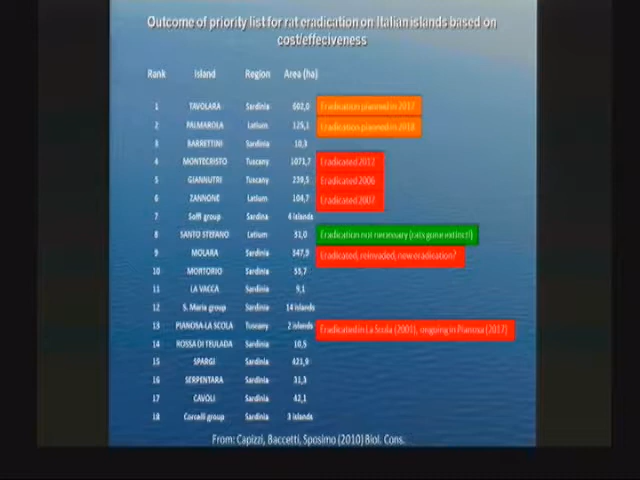 Outcome of priority list for rat eradication on Italian islands based on
cost/effeciveness
Rank Island Region Area (ha)
1 TAVOLARA Sardinia 602,0 Eradication planned in 2017
2 PALMAROLA Latium 125,1 Eradication planned in 2018
3 BARRETTINI Sardinia 10,3
4 MONTECRISTO Tuscany 1071,7 Eradicated 2012
5 GIANNUTRI Tuscany 239,5 Eradicated 2006
6 ZANNONE Latium 104,7 Eradicated 2007
7 Soffi group Sardina 4 islands
8 SANTO STEFANO Latium 31,0 Eradication not necessary (rats gone extinct!)
9 MOLARA Sardinia 347,9 Eradicated, reinvaded, new eradication?
10 MORTORIO Sardinia 53,7
11 LA VACCA Sardinia 9,1
12 S. Maria group Sardinia 14 islands
13 PIANOSA-LA SCOLA Tuscany 2 islands Eradicated in La Scola (2001), ongoing in Pianosa (2017)
14 ROSSA DI TEULADA Sardinia 10,5
15 SPARGI Sardinia 421,9
16 SERPENTARA Sardinia 31,3
17 CAVOLI Sardinia 42,1
18 Corcelli group Sardinia 3 islands
From: Capizzi, Baccetti, Sposimo (2010) Biol. Cons.